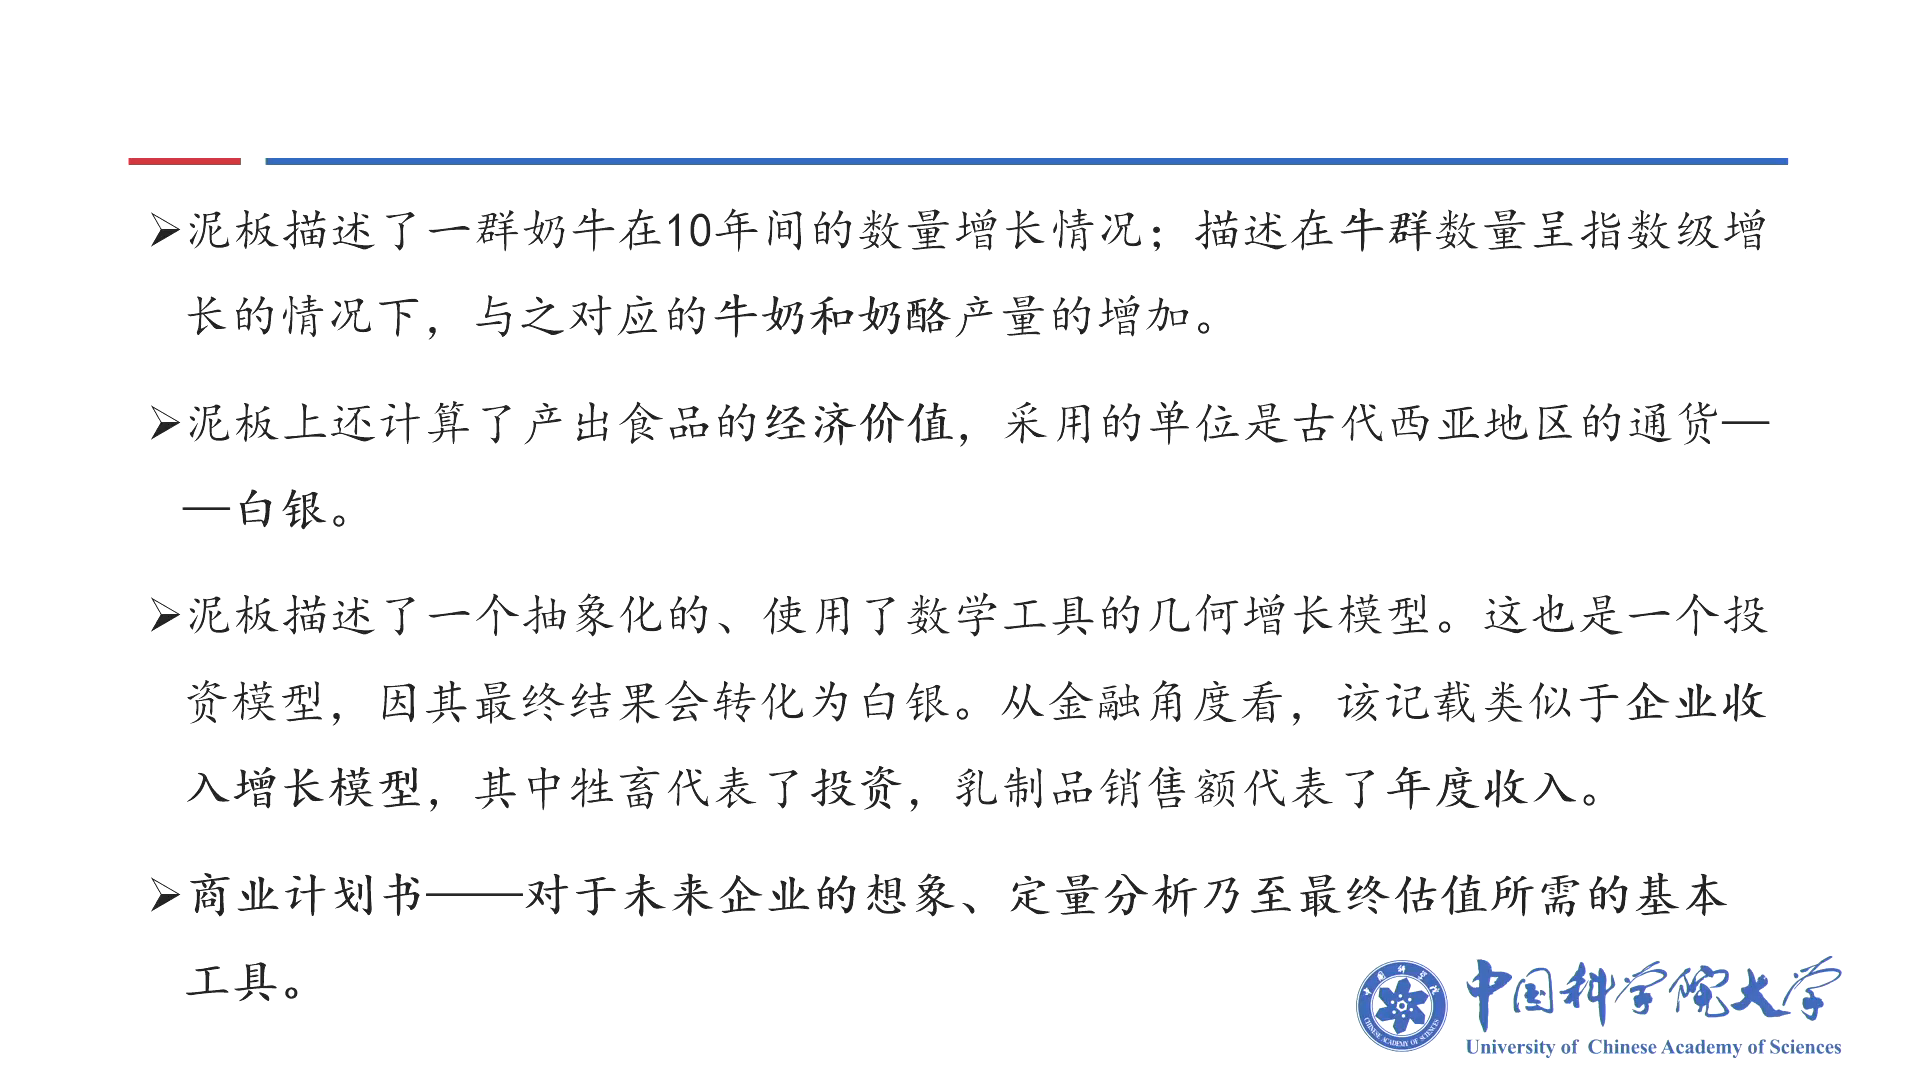 ➢泥板描述了一群奶牛在10年间的数量增长情况；描述在牛群数量呈指数级增
长的情况下，与之对应的牛奶和奶酪产量的增加。
➢泥板上还计算了产出食品的经济价值，采用的单位是古代西亚地区的通货—
—白银。
➢泥板描述了一个抽象化的、使用了数学工具的几何增长模型。这也是一个投
资模型，因其最终结果会转化为白银。从金融角度看，该记载类似于企业收
入增长模型，其中牲畜代表了投资，乳制品销售额代表了年度收入。
➢商业计划书——对于未来企业的想象、定量分析乃至最终估值所需的基本
工具。
中国科学院
CHINESE ACADEMY OF SCIENCES
中国科学院大学
University of Chinese Academy of Sciences